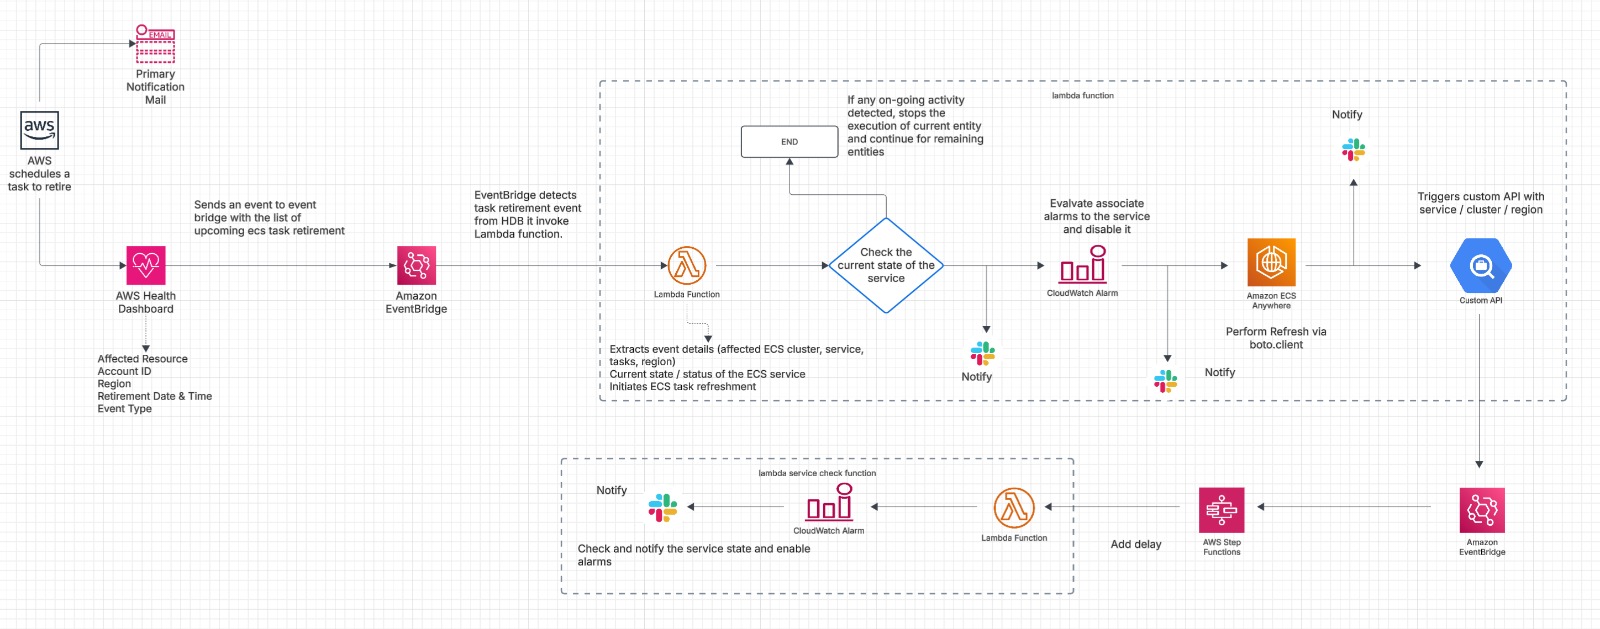 EMAIL
Primary
Notification
Mail
aws
AWS
schedules a
task to retire
Sends an event to event
bridge with the list of
upcoming ecs task retirement
AWS Health
Dashboard
Affected Resource
Account ID
Region
Retirement Date & Time
Event Type
Amazon
EventBridge
EventBridge detects
task retirement event
from HDB it invoke
Lambda function.
lambda function
Lambda Function
Extracts event details (affected ECS cluster, service,
tasks, region)
Current state / status of the ECS service
Initiates ECS task refreshment
END
If any on-going activity
detected, stops the
execution of current entity
and continue for remaining
entities
Check the
current state of the
service
Notify
Evaluate associate
alarms to the service
and disable it
CloudWatch Alarm
Notify
Amazon ECS
Anywhere
Perform Refresh via
boto.client
Notify
Triggers custom API with
service / cluster / region
Custom API
Amazon
EventBridge
AWS Step
Functions
Add delay
lambda service check function
Lambda Function
CloudWatch Alarm
Notify
Check and notify the service state and enable
alarms